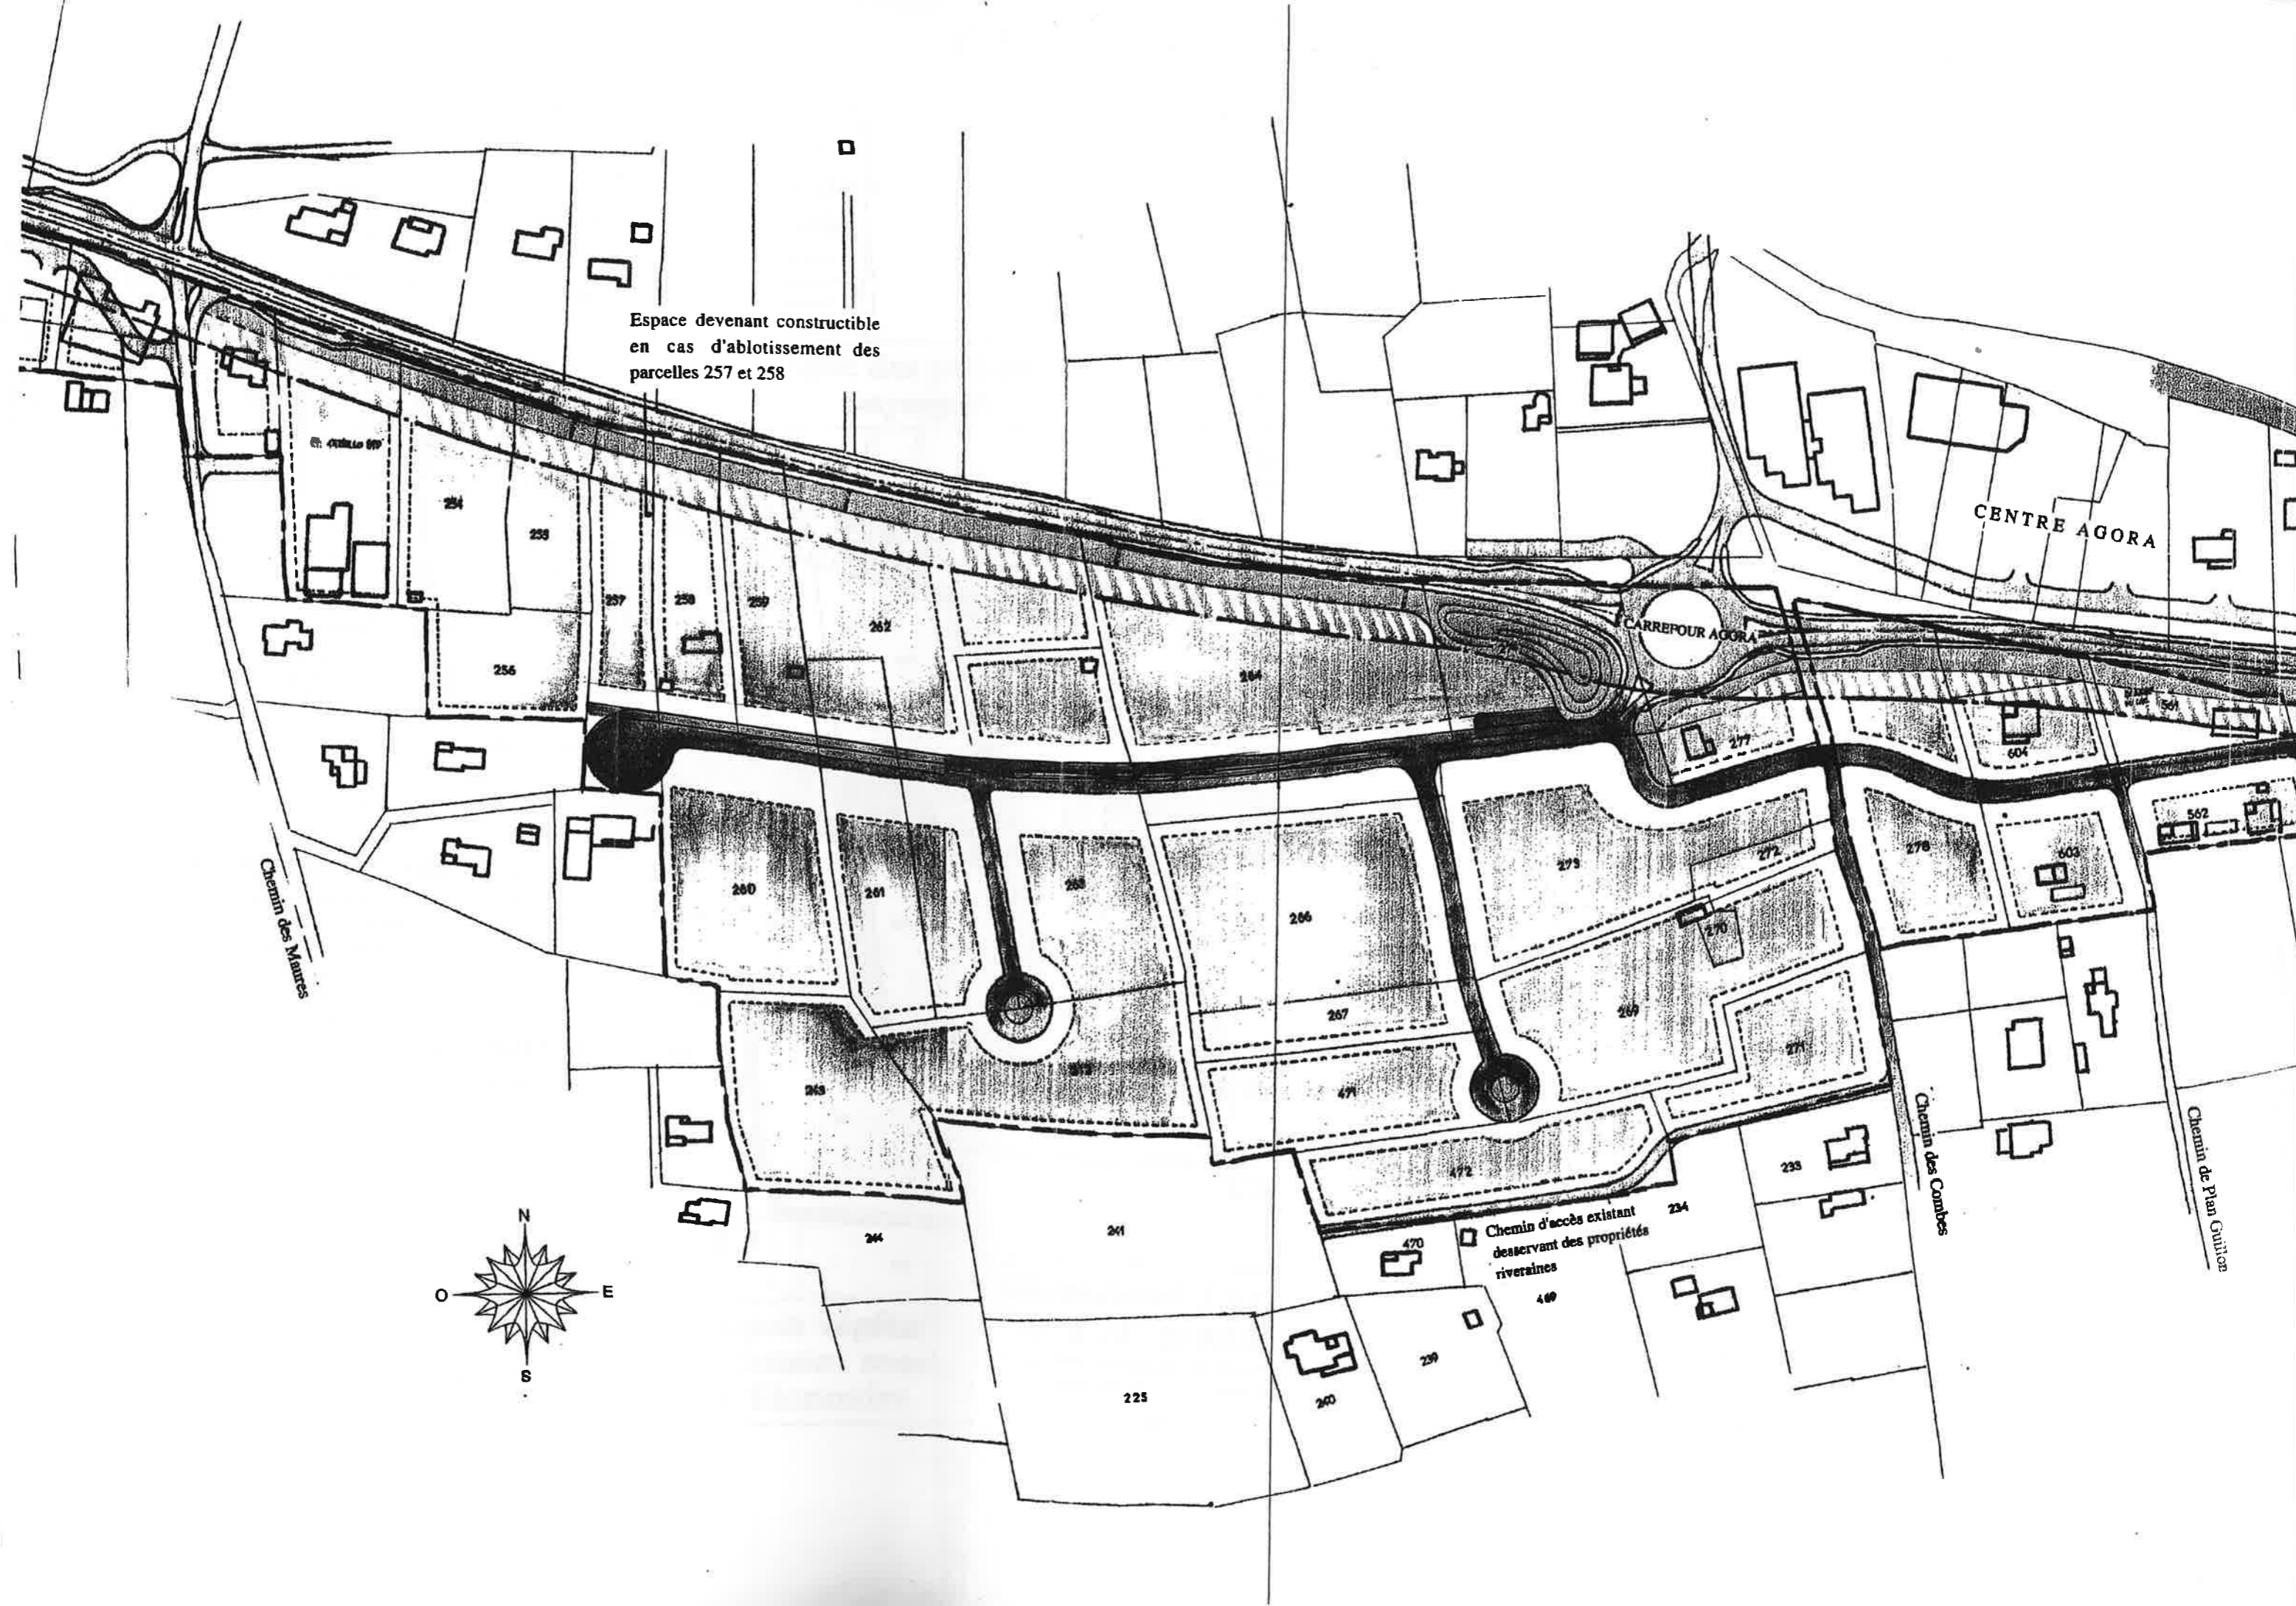 Espace devenant constructible
en cas d'ablotissement des
parcelles 257 et 258
CENTRE AGORA
CARREFOUR AGORA
254
255
256
257
258
259
262
264
277
604
561
562
260
261
265
266
267
273
272
270
269
271
278
603
243
471
472
241
244
225
240
239
470
469
234
233
Chemin d'accès existant
desservant des propriétés
riveraines
Chemin des Maures
Chemin des Combes
Chemin de Plan Guillon
N
O
E
S